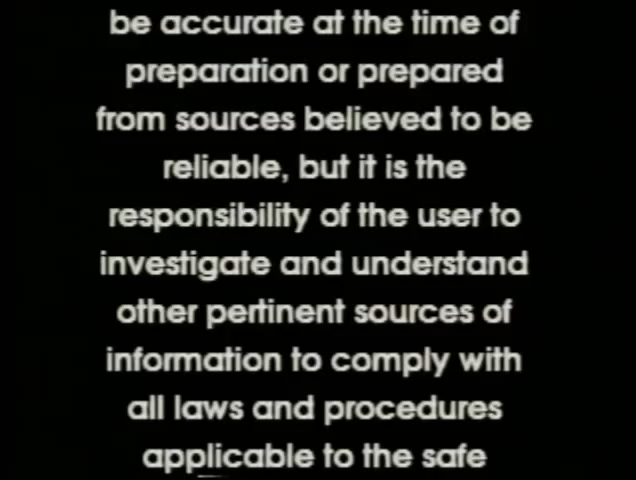 be accurate at the time of
preparation or prepared
from sources believed to be
reliable, but it is the
responsibility of the user to
investigate and understand
other pertinent sources of
information to comply with
all laws and procedures
applicable to the safe